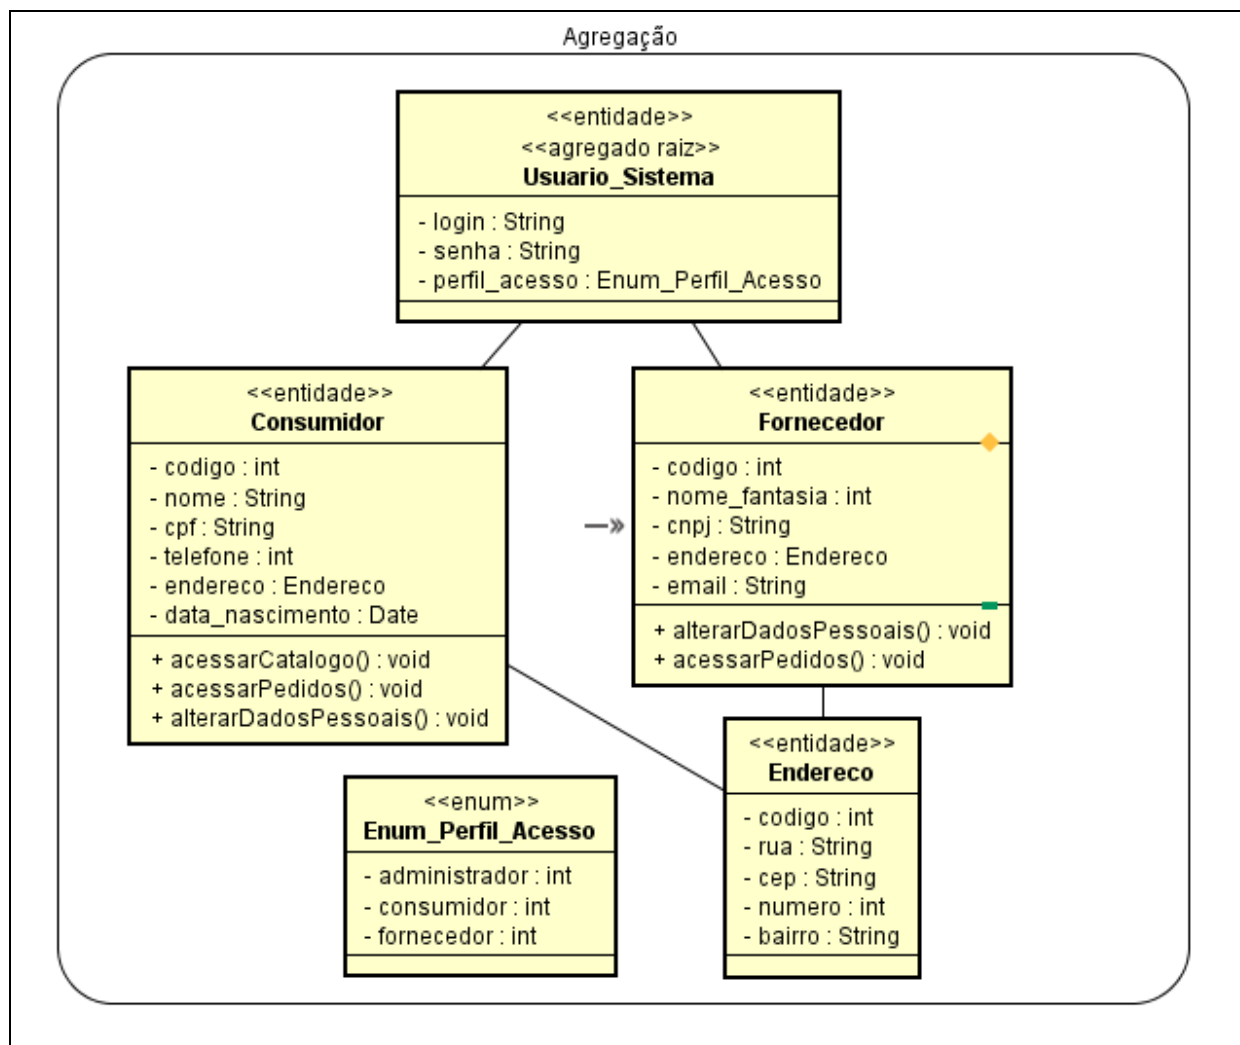 Agregação
<<entidade>>
<<agregado raiz>>
Usuario_Sistema
- login : String
- senha : String
- perfil_acesso : Enum_Perfil_Acesso
<<entidade>>
Consumidor
- codigo : int
- nome : String
- cpf : String
- telefone : int
- endereco : Endereco
- data_nascimento : Date
+ acessarCatalogo() : void
+ acessarPedidos() : void
+ alterarDadosPessoais() : void
<<entidade>>
Fornecedor
- codigo : int
- nome_fantasia : int
- cnpj : String
- endereco : Endereco
- email : String
+ alterarDadosPessoais() : void
+ acessarPedidos() : void
<<enum>>
Enum_Perfil_Acesso
- administrador : int
- consumidor : int
- fornecedor : int
<<entidade>>
Endereco
- codigo : int
- rua : String
- cep : String
- numero : int
- bairro : String